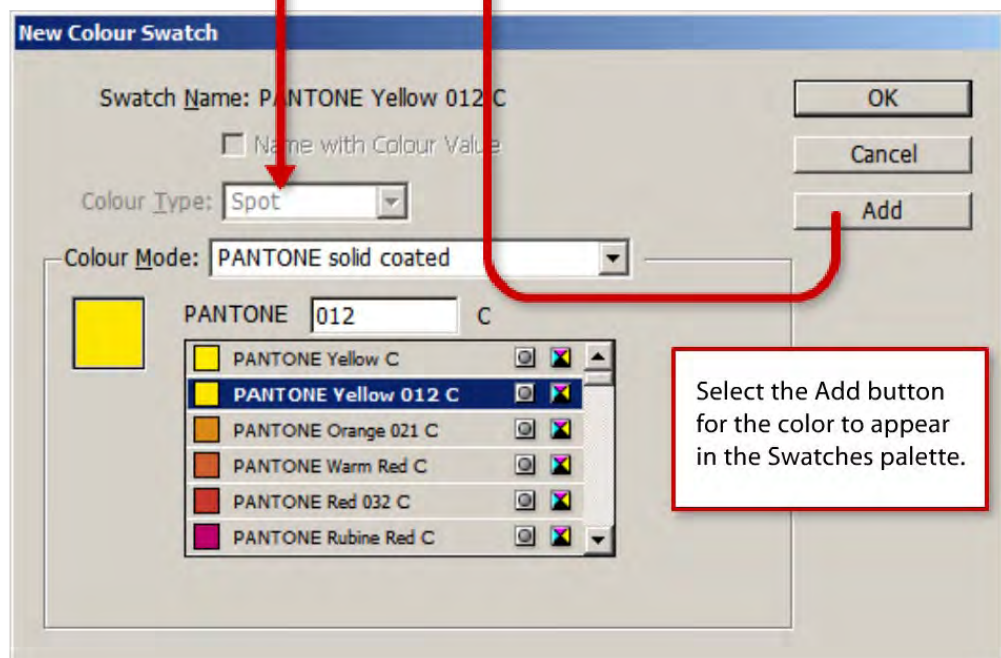 New Colour Swatch
Swatch Name: PANTONE Yellow 012 C
Name with Colour Value
Colour Type: Spot
Colour Mode: PANTONE solid coated
PANTONE 012 C
PANTONE Yellow C
PANTONE Yellow 012 C
PANTONE Orange 021 C
PANTONE Warm Red C
PANTONE Red 032 C
PANTONE Rubine Red C
OK
Cancel
Add
Select the Add button
for the color to appear
in the Swatches palette.